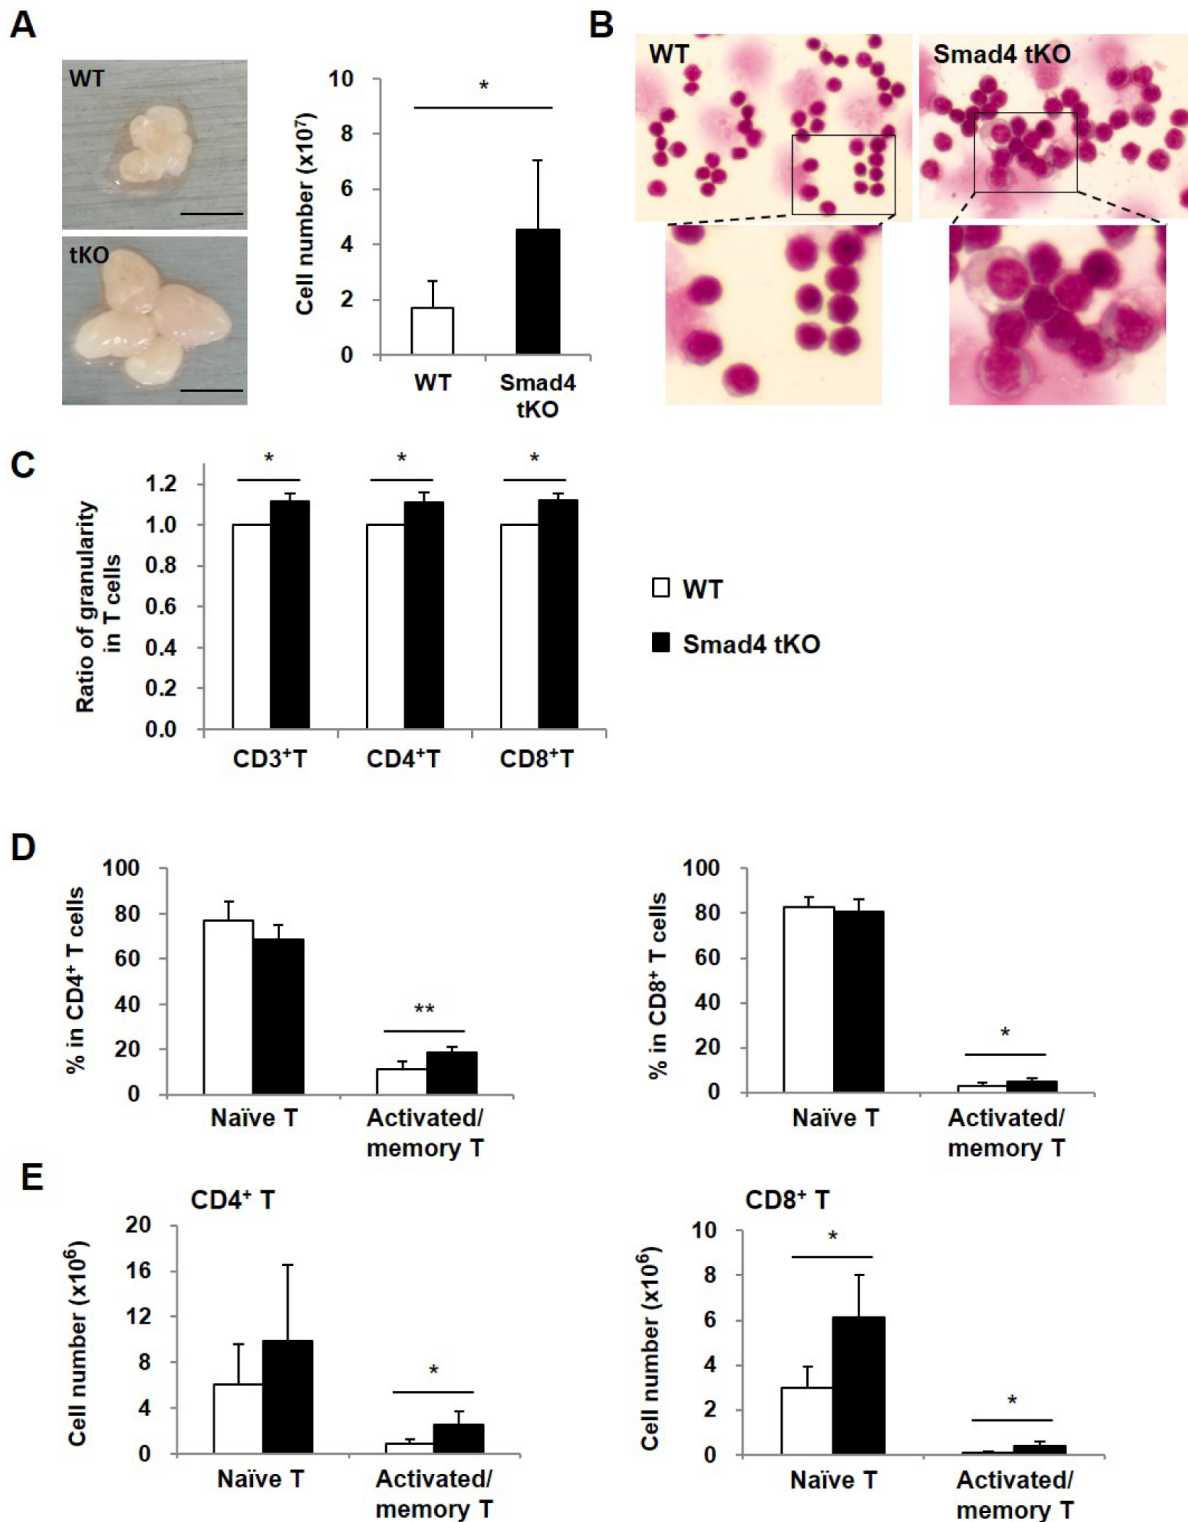 A
WT
tKO
Cell number (x10⁷)
10
8
6
4
2
0
*
WT
Smad4
tKO
B
WT
Smad4 tKO
C
Ratio of granularity
in T cells
1.2
1.0
0.8
0.6
0.4
0.2
0.0
*
*
*
CD3⁺T
CD4⁺T
CD8⁺T
WT
Smad4 tKO
D
% in CD4⁺ T cells
100
80
60
40
20
0
**
Naïve T
Activated/
memory T
% in CD8⁺ T cells
100
80
60
40
20
0
*
Naïve T
Activated/
memory T
E
CD4⁺ T
Cell number (x10⁶)
20
16
12
8
4
0
*
Naïve T
Activated/
memory T
CD8⁺ T
Cell number (x10⁶)
10
8
6
4
2
0
*
*
Naïve T
Activated/
memory T